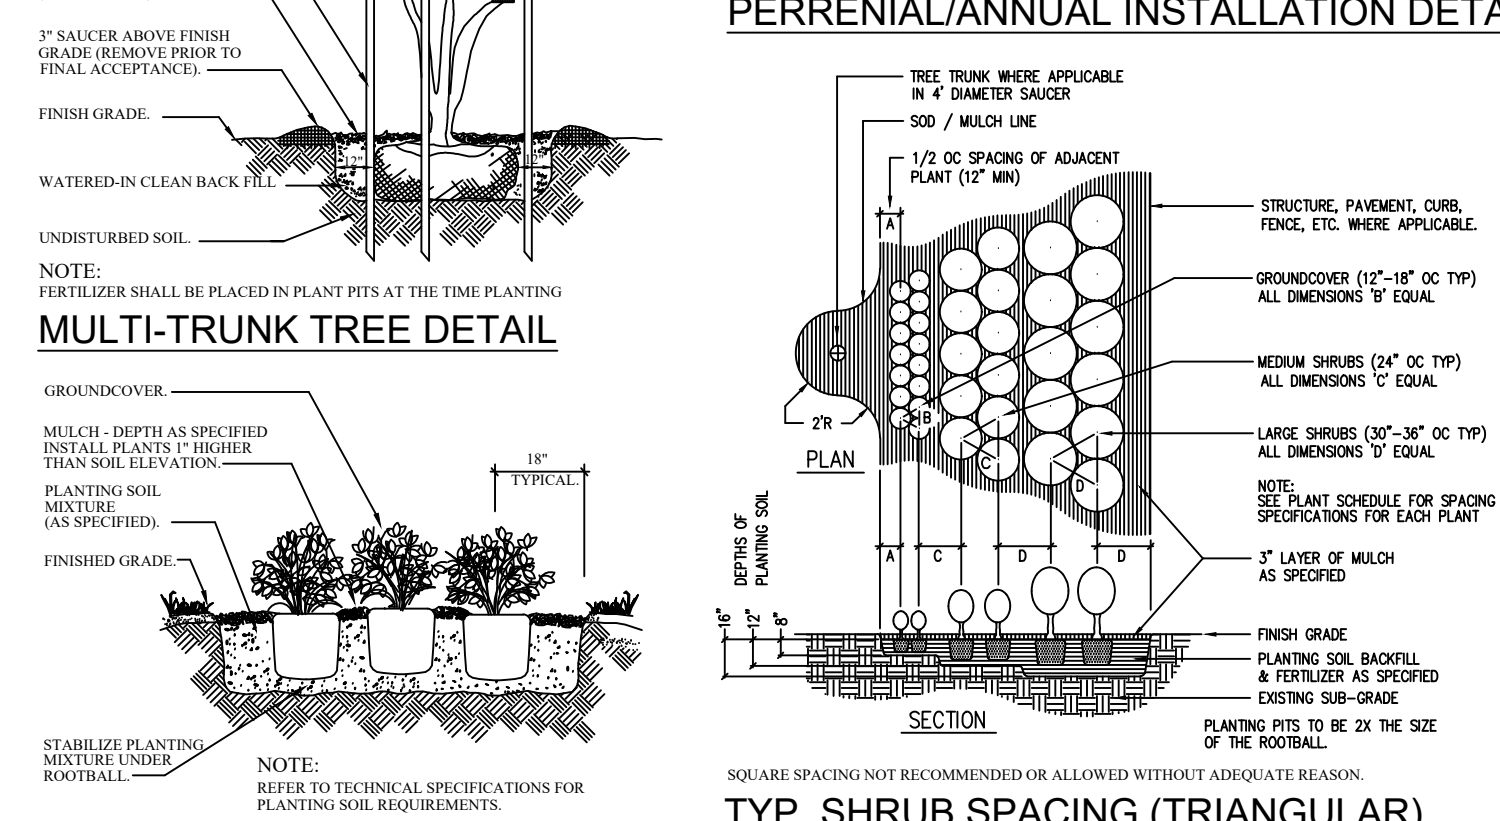 3" SAUCER ABOVE FINISH
GRADE (REMOVE PRIOR TO
FINAL ACCEPTANCE).
FINISH GRADE.
12"
12"
WATERED-IN CLEAN BACK FILL
UNDISTURBED SOIL.
NOTE:
FERTILIZER SHALL BE PLACED IN PLANT PITS AT THE TIME PLANTING
MULTI-TRUNK TREE DETAIL
GROUNDCOVER.
MULCH - DEPTH AS SPECIFIED
INSTALL PLANTS 1" HIGHER
THAN SOIL ELEVATION.
18"
TYPICAL.
PLANTING SOIL
MIXTURE
(AS SPECIFIED).
FINISHED GRADE.
STABILIZE PLANTING
MIXTURE UNDER
ROOTBALL.
NOTE:
REFER TO TECHNICAL SPECIFICATIONS FOR
PLANTING SOIL REQUIREMENTS.
PERRENIAL/ANNUAL INSTALLATION DETA
TREE TRUNK WHERE APPLICABLE
IN 4' DIAMETER SAUCER
SOD / MULCH LINE
1/2 OC SPACING OF ADJACENT
PLANT (12" MIN)
A
STRUCTURE, PAVEMENT, CURB,
FENCE, ETC. WHERE APPLICABLE.
GROUNDCOVER (12"-18" OC TYP)
ALL DIMENSIONS 'B' EQUAL
MEDIUM SHRUBS (24" OC TYP)
ALL DIMENSIONS 'C' EQUAL
2'R
B
LARGE SHRUBS (30"-36" OC TYP)
ALL DIMENSIONS 'D' EQUAL
PLAN
C
D
NOTE:
SEE PLANT SCHEDULE FOR SPACING
SPECIFICATIONS FOR EACH PLANT
DEPTHS OF
PLANTING SOIL
A
C
D
D
3" LAYER OF MULCH
AS SPECIFIED
16"
12"
8"
FINISH GRADE
PLANTING SOIL BACKFILL
& FERTILIZER AS SPECIFIED
EXISTING SUB-GRADE
SECTION
PLANTING PITS TO BE 2X THE SIZE
OF THE ROOTBALL.
SQUARE SPACING NOT RECOMMENDED OR ALLOWED WITHOUT ADEQUATE REASON.
TYP. SHRUB SPACING (TRIANGULAR)